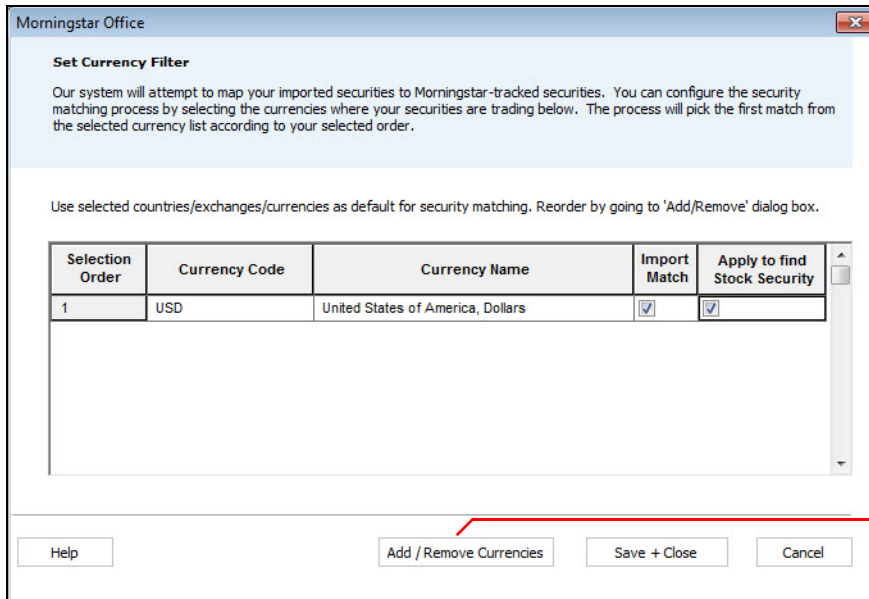 Morningstar Office
Set Currency Filter
Our system will attempt to map your imported securities to Morningstar-tracked securities. You can configure the security
matching process by selecting the currencies where your securities are trading below. The process will pick the first match from
the selected currency list according to your selected order.
Use selected countries/exchanges/currencies as default for security matching. Reorder by going to 'Add/Remove' dialog box.
Selection Order Currency Code Currency Name Import Match Apply to find Stock Security
1 USD United States of America, Dollars
Help Add / Remove Currencies Save + Close Cancel